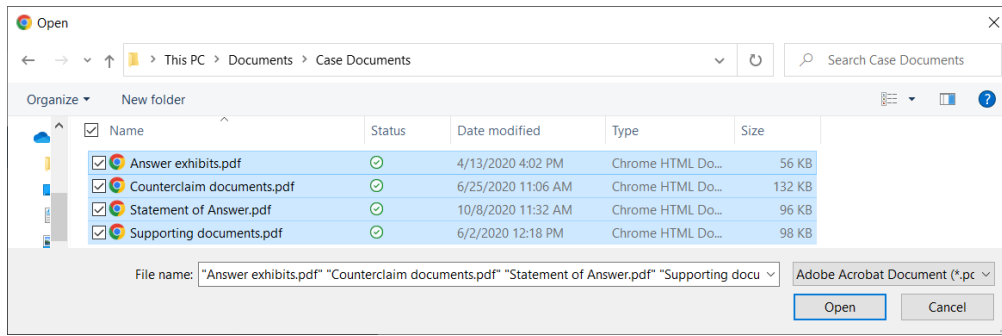 Open
This PC > Documents > Case Documents
Search Case Documents
Organize New folder
Name Status Date modified Type Size
Answer exhibits.pdf 4/13/2020 4:02 PM Chrome HTML Do... 56 KB
Counterclaim documents.pdf 6/25/2020 11:06 AM Chrome HTML Do... 132 KB
Statement of Answer.pdf 10/8/2020 11:32 AM Chrome HTML Do... 96 KB
Supporting documents.pdf 6/2/2020 12:18 PM Chrome HTML Do... 98 KB
File name: "Answer exhibits.pdf" "Counterclaim documents.pdf" "Statement of Answer.pdf" "Supporting docu Adobe Acrobat Document (*.pc
Open Cancel